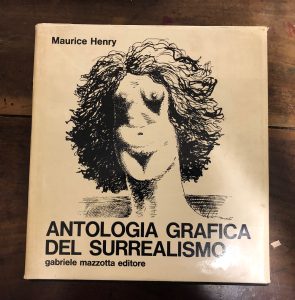 Maurice Henry
ANTOLOGIA GRAFICA
DEL SURREALISMO
gabriele mazzotta editore